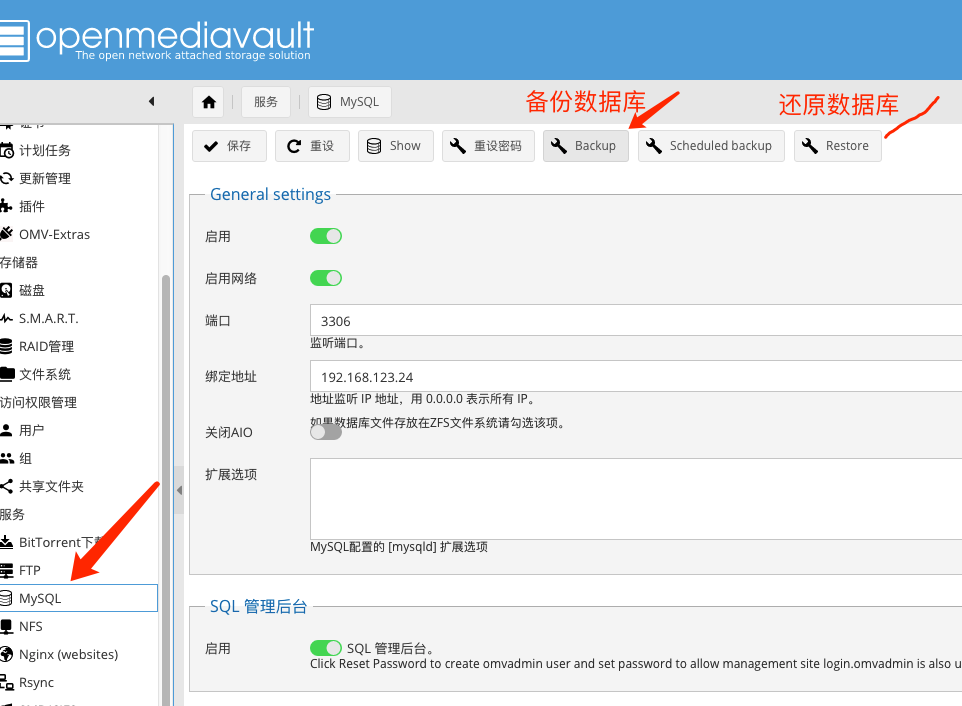 openmediavault
The open network attached storage solution
服务
MySQL
备份数据库
还原数据库
保存
重设
Show
重设密码
Backup
Scheduled backup
Restore
计划任务
更新管理
插件
OMV-Extras
存储器
磁盘
S.M.A.R.T.
RAID管理
文件系统
访问权限管理
用户
组
共享文件夹
服务
BitTorrent下载
FTP
MySQL
NFS
Nginx (websites)
Rsync
General settings
启用
启用网络
端口
3306
监听端口。
绑定地址
192.168.123.24
地址监听 IP 地址，用 0.0.0.0 表示所有 IP。
关闭AIO
如果数据库文件存放在ZFS文件系统请勾选该项。
扩展选项
MySQL配置的 [mysqld] 扩展选项
SQL 管理后台
启用
SQL 管理后台。
Click Reset Password to create omvadmin user and set password to allow management site login.omvadmin is also u